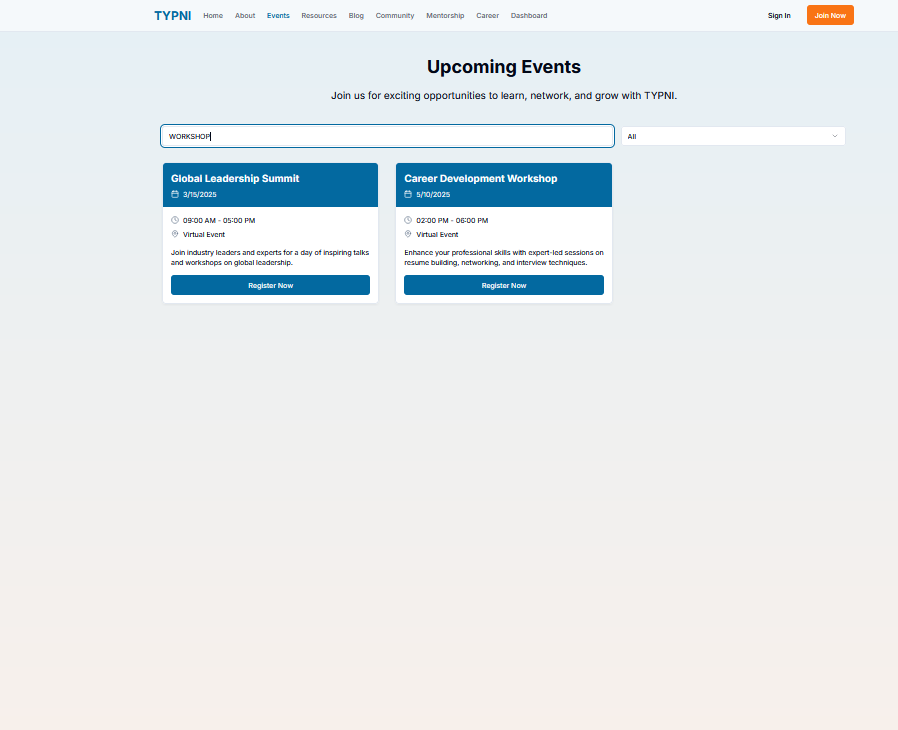 TYPNI Home About Events Resources Blog Community Mentorship Career Dashboard Sign In Join Now
Upcoming Events
Join us for exciting opportunities to learn, network, and grow with TYPNI.
WORKSHOP All
Global Leadership Summit
3/15/2025
09:00 AM - 05:00 PM
Virtual Event
Join industry leaders and experts for a day of inspiring talks
and workshops on global leadership.
Register Now
Career Development Workshop
5/10/2025
02:00 PM - 06:00 PM
Virtual Event
Enhance your professional skills with expert-led sessions on
resume building, networking, and interview techniques.
Register Now